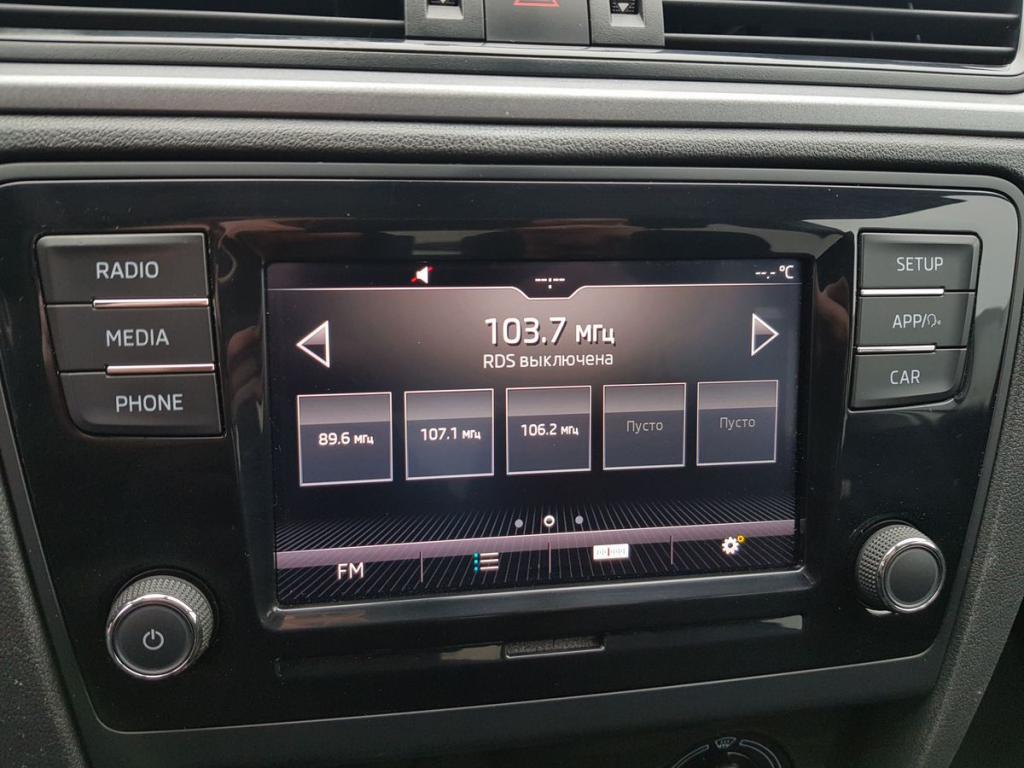 RADIO
MEDIA
PHONE
--:--
--.- °C
103.7 МГц
RDS выключена
89.6 МГц
107.1 МГц
106.2 МГц
Пусто
Пусто
FM
SETUP
APP/
CAR